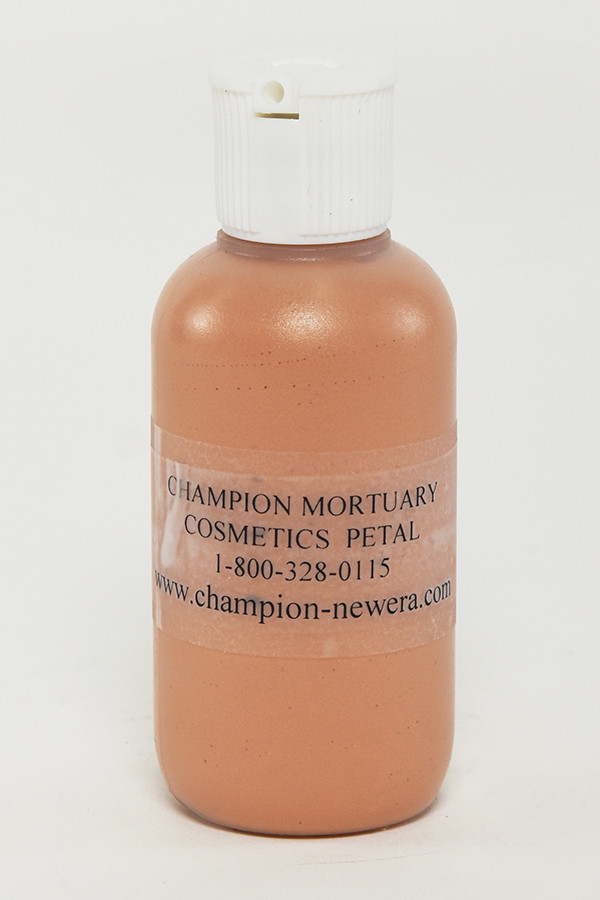 CHAMPION MORTUARY
COSMETICS PETAL
1-800-328-0115
www.champion-newera.com